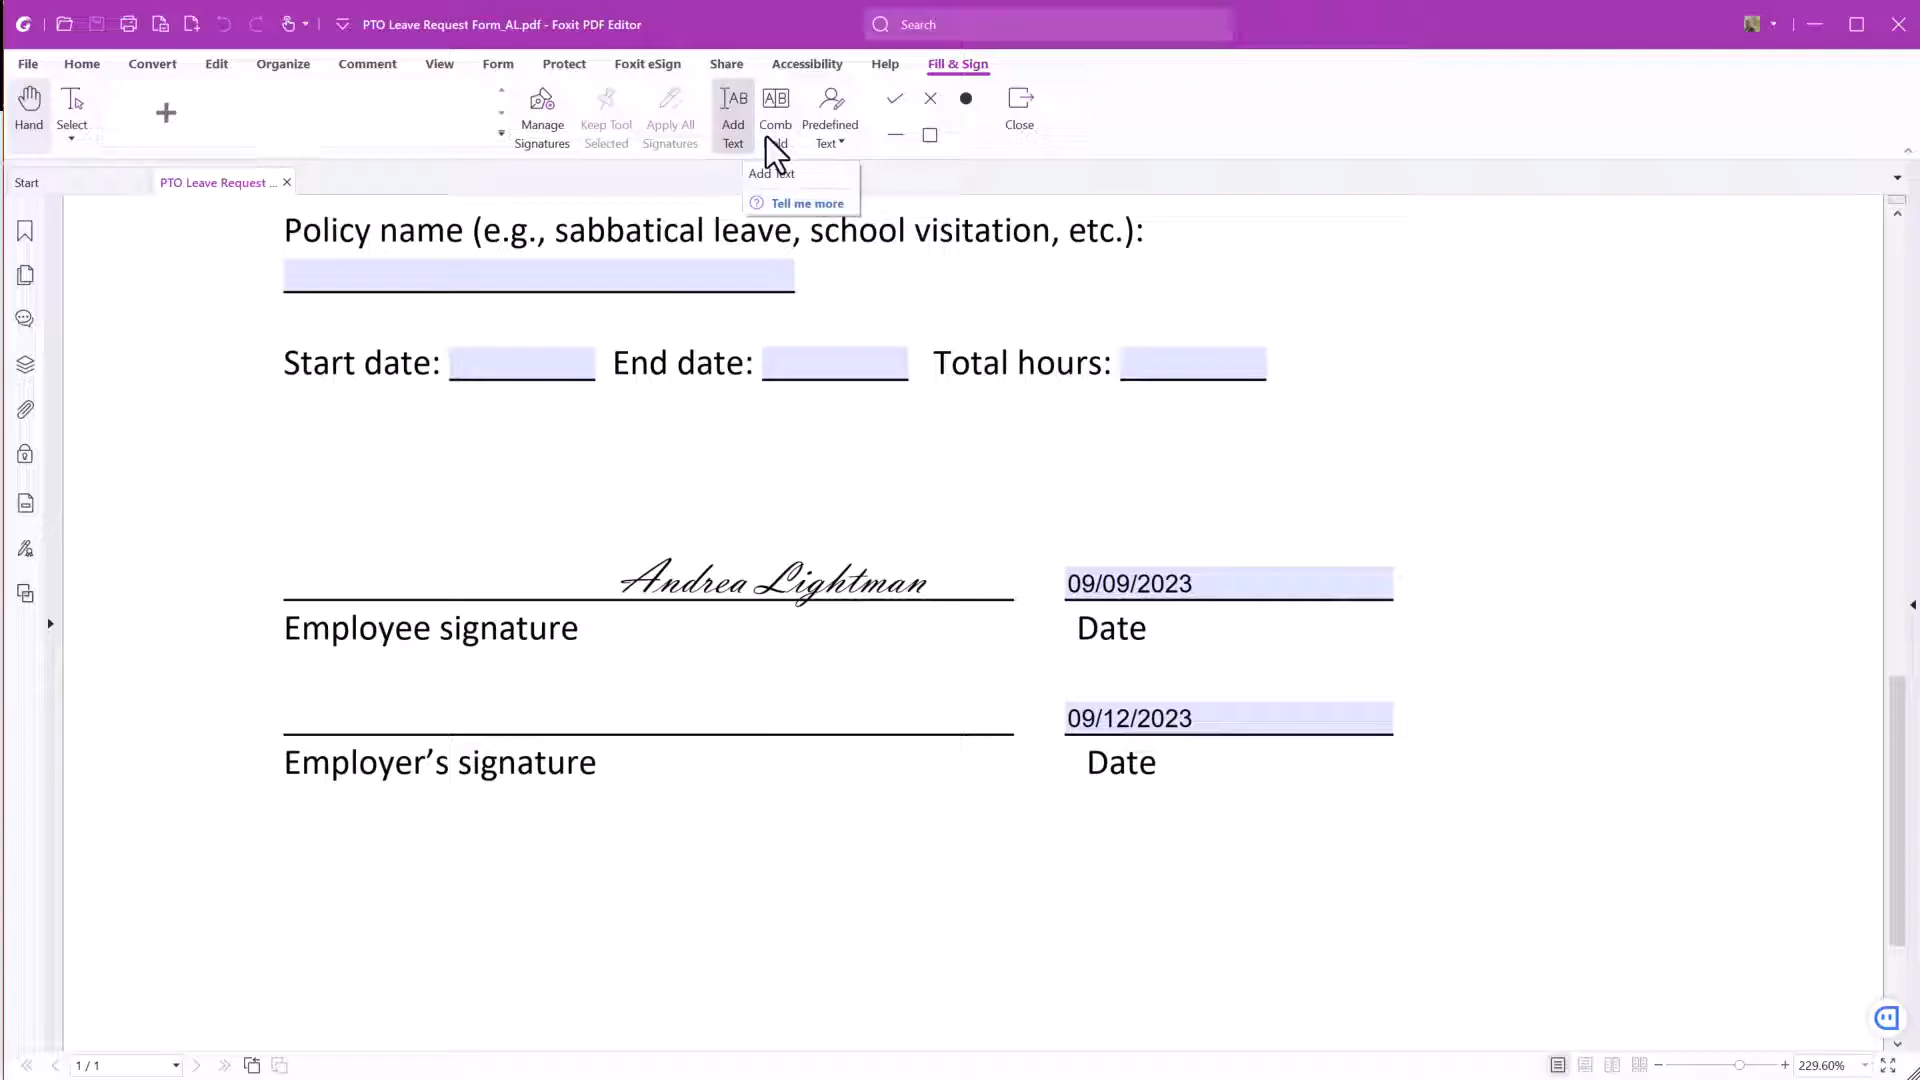 PTO Leave Request Form_AL.pdf - Foxit PDF Editor
Search
File Home Convert Edit Organize Comment View Form Protect Foxit eSign Share Accessibility Help Fill & Sign
Hand
Select
Manage Signatures
Keep Tool Selected
Apply All Signatures
Add Text
Comb
Predefined Text
Close
Add Text
Tell me more
Start
PTO Leave Request ...
Policy name (e.g., sabbatical leave, school visitation, etc.):
Start date: End date: Total hours:
Andrea Lightman 09/09/2023
Employee signature Date
09/12/2023
Employer’s signature Date
1 / 1
229.60%